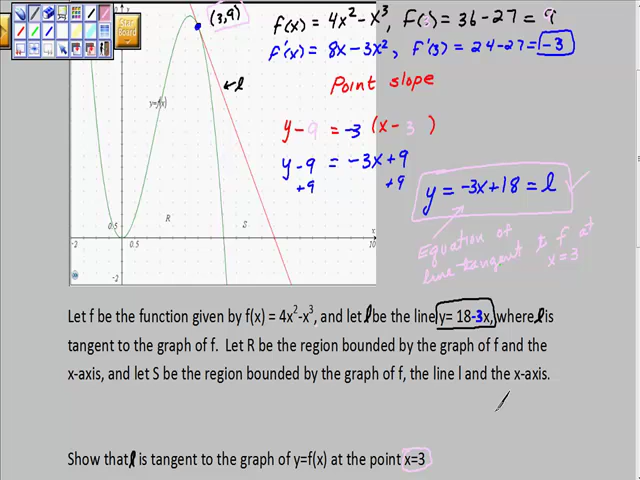 Start Board
(3,9)
f(x) = 4x² - x³, F(3) = 36 - 27 = 9
F'(x) = 8x - 3x², F'(3) = 24 - 27 = -3
← l
Point slope
y=f(x)
y - 9 = -3 (x - 3 )
y - 9 = -3x + 9
+9 +9
y = -3x + 18 = l
Equation of
line tangent to f at
x = 3
R
S
x
0.5
-2
0.5
10
-2
Let f be the function given by f(x) = 4x²-x³, and let l be the line y= 18-3x, where l is
tangent to the graph of f. Let R be the region bounded by the graph of f and the
x-axis, and let S be the region bounded by the graph of f, the line l and the x-axis.
Show that l is tangent to the graph of y=f(x) at the point x=3